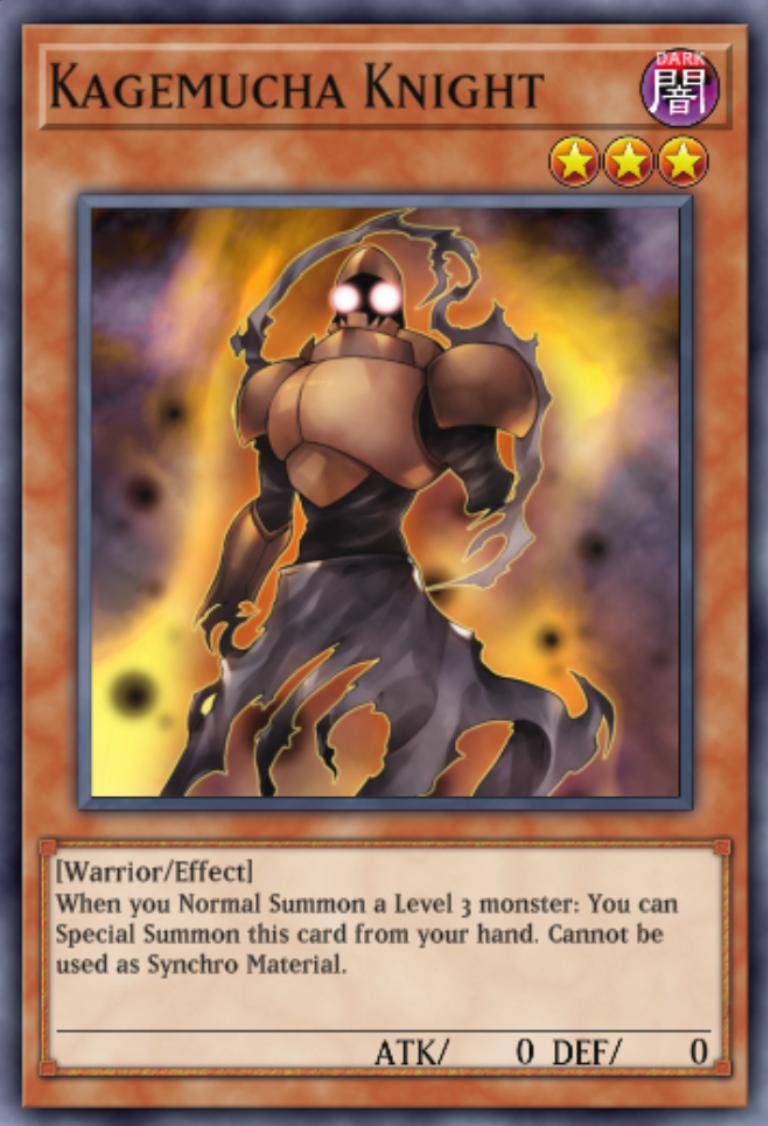 Kagemucha Knight
DARK
闇
[Warrior/Effect]
When you Normal Summon a Level 3 monster: You can
Special Summon this card from your hand. Cannot be
used as Synchro Material.
ATK/ 0 DEF/ 0